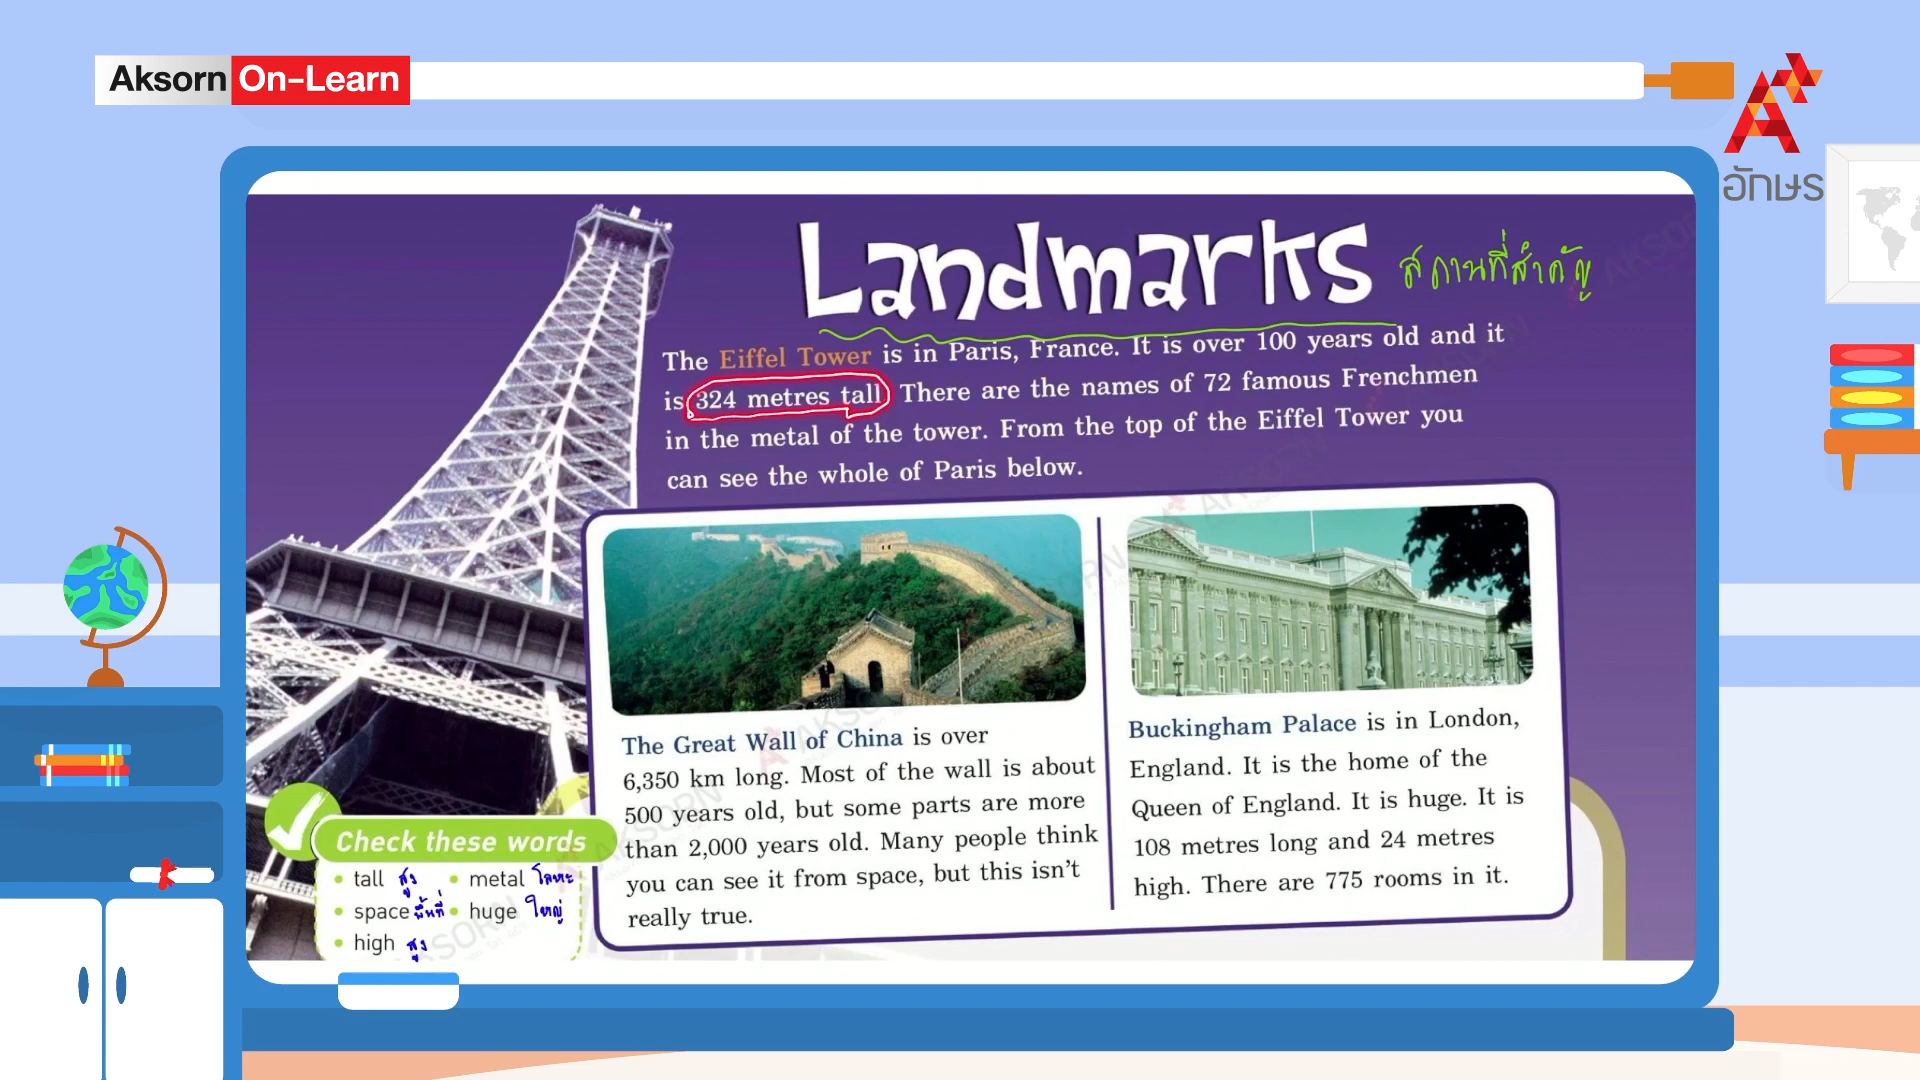 Aksorn On-Learn
อักษร
Landmarks
สถานที่สำคัญ
The Eiffel Tower is in Paris, France. It is over 100 years old and it
is 324 metres tall. There are the names of 72 famous Frenchmen
in the metal of the tower. From the top of the Eiffel Tower you
can see the whole of Paris below.
The Great Wall of China is over
6,350 km long. Most of the wall is about
500 years old, but some parts are more
than 2,000 years old. Many people think
you can see it from space, but this isn't
really true.
Buckingham Palace is in London,
England. It is the home of the
Queen of England. It is huge. It is
108 metres long and 24 metres
high. There are 775 rooms in it.
Check these words
• tall สูง • metal โลหะ
• space พื้นที่ • huge ใหญ่
• high สูง
AKSORN